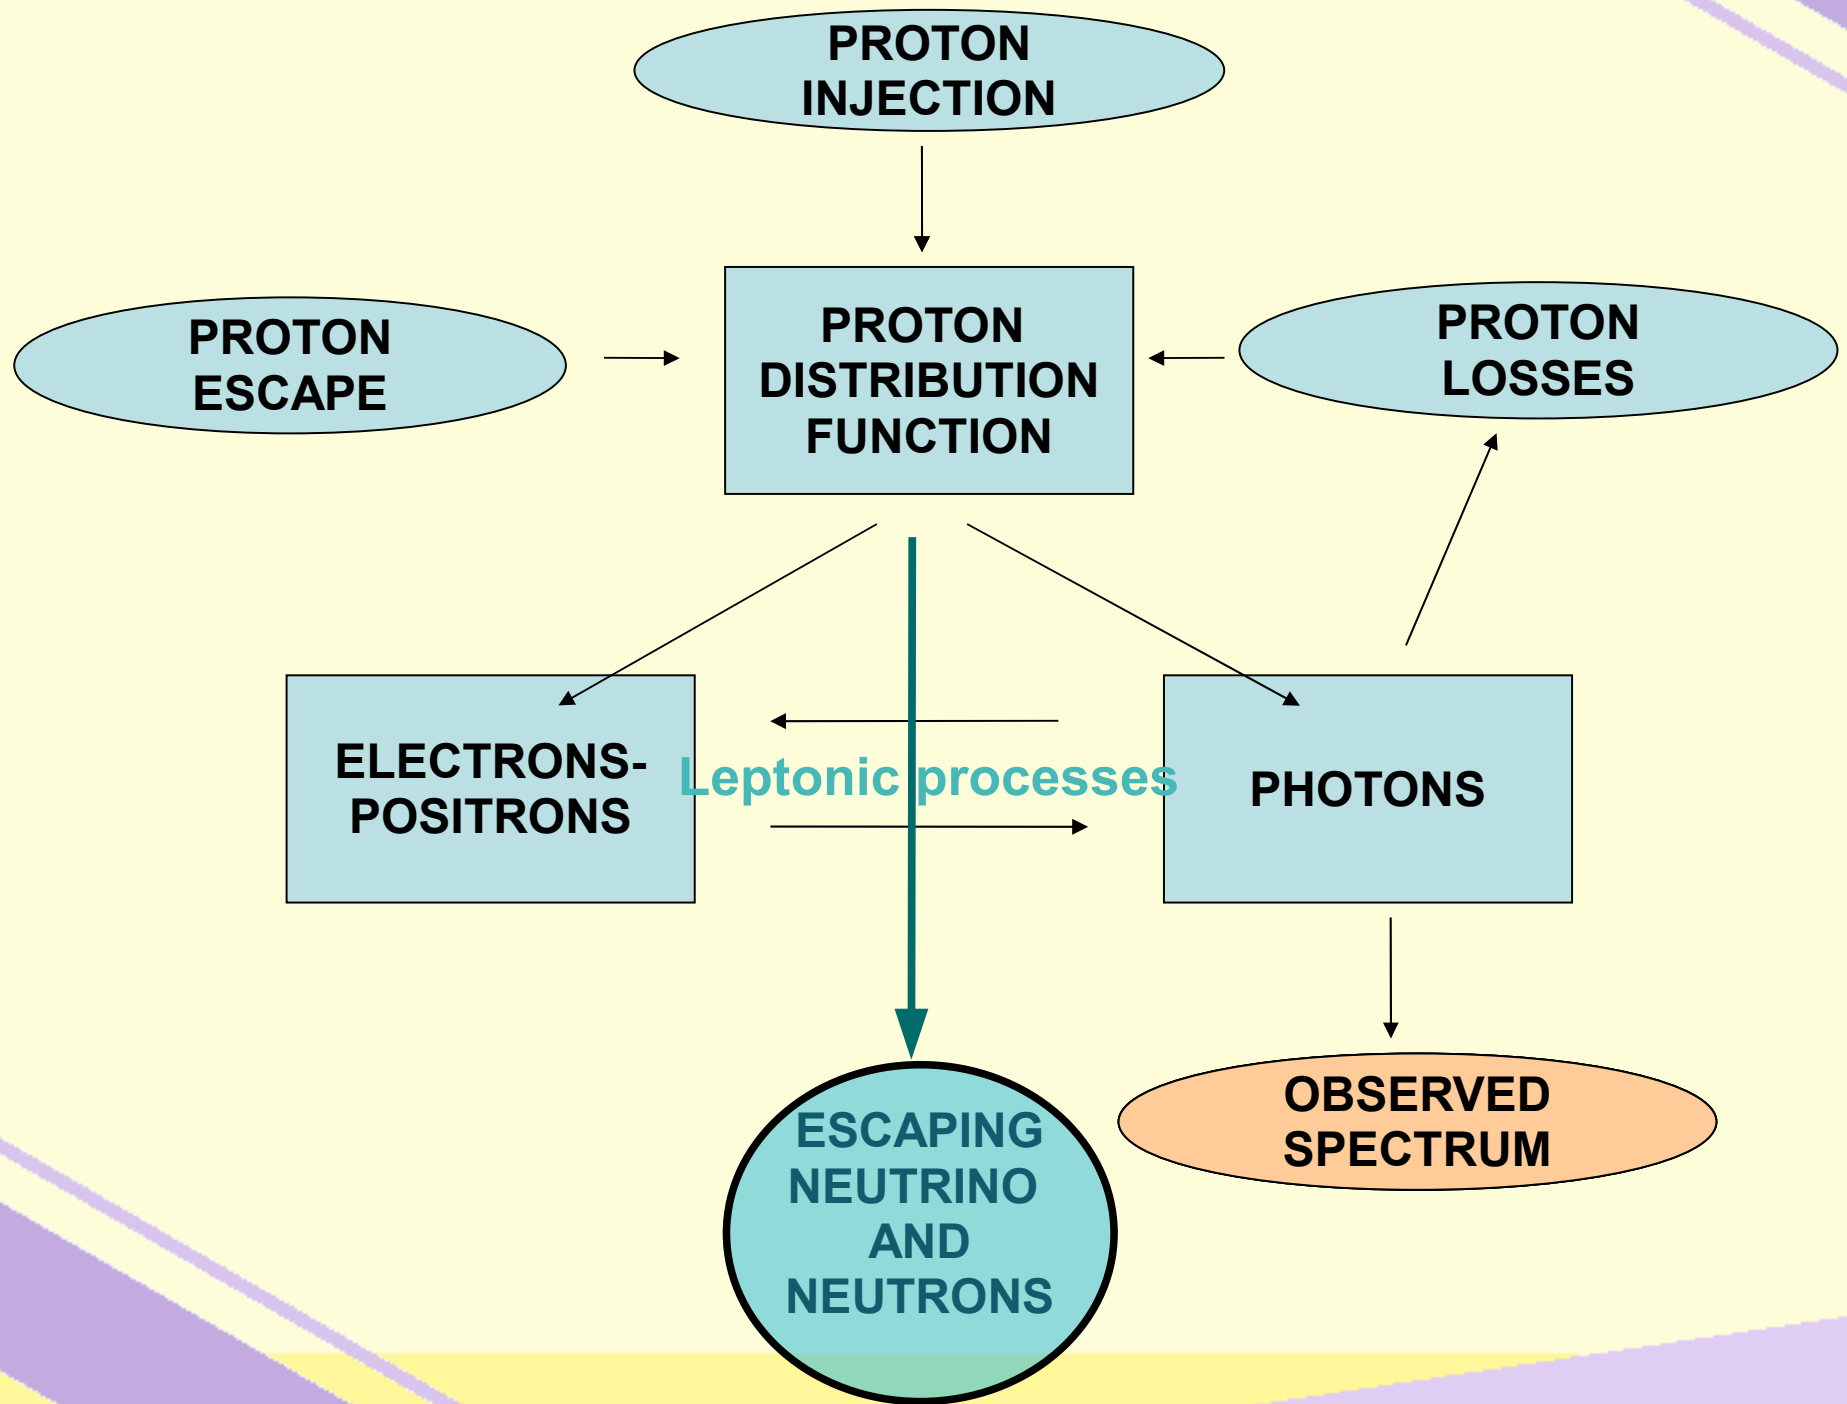 PROTON
INJECTION
PROTON
ESCAPE
PROTON
DISTRIBUTION
FUNCTION
PROTON
LOSSES
ELECTRONS-
POSITRONS
Leptonic processes
PHOTONS
OBSERVED
SPECTRUM
ESCAPING
NEUTRINO
AND
NEUTRONS